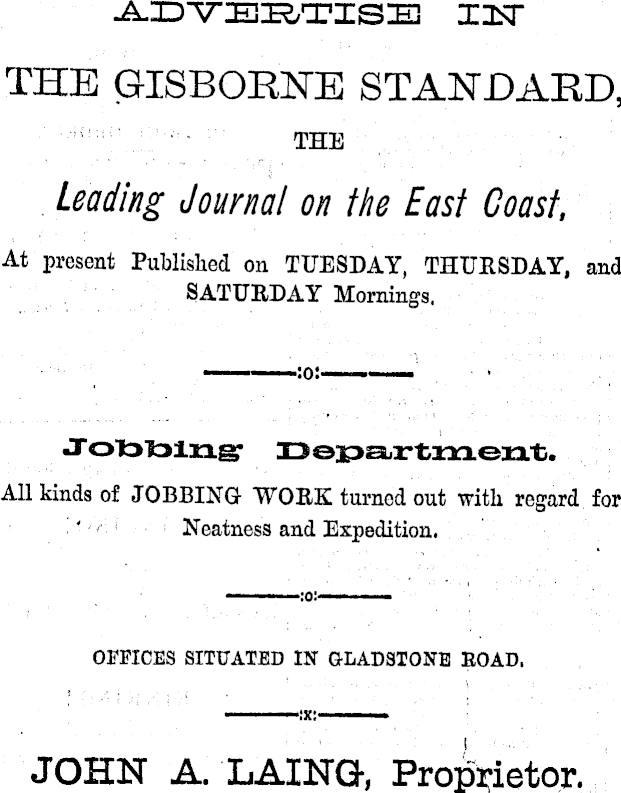 ADVERTISE IN
THE GISBORNE STANDARD,
THE
Leading Journal on the East Coast,
At present Published on TUESDAY, THURSDAY, and
SATURDAY Mornings.
:o:
Jobbing Department.
All kinds of JOBBING WORK turned out with regard for
Neatness and Expedition.
:o:
OFFICES SITUATED IN GLADSTONE ROAD.
:x:
JOHN A. LAING, Proprietor.